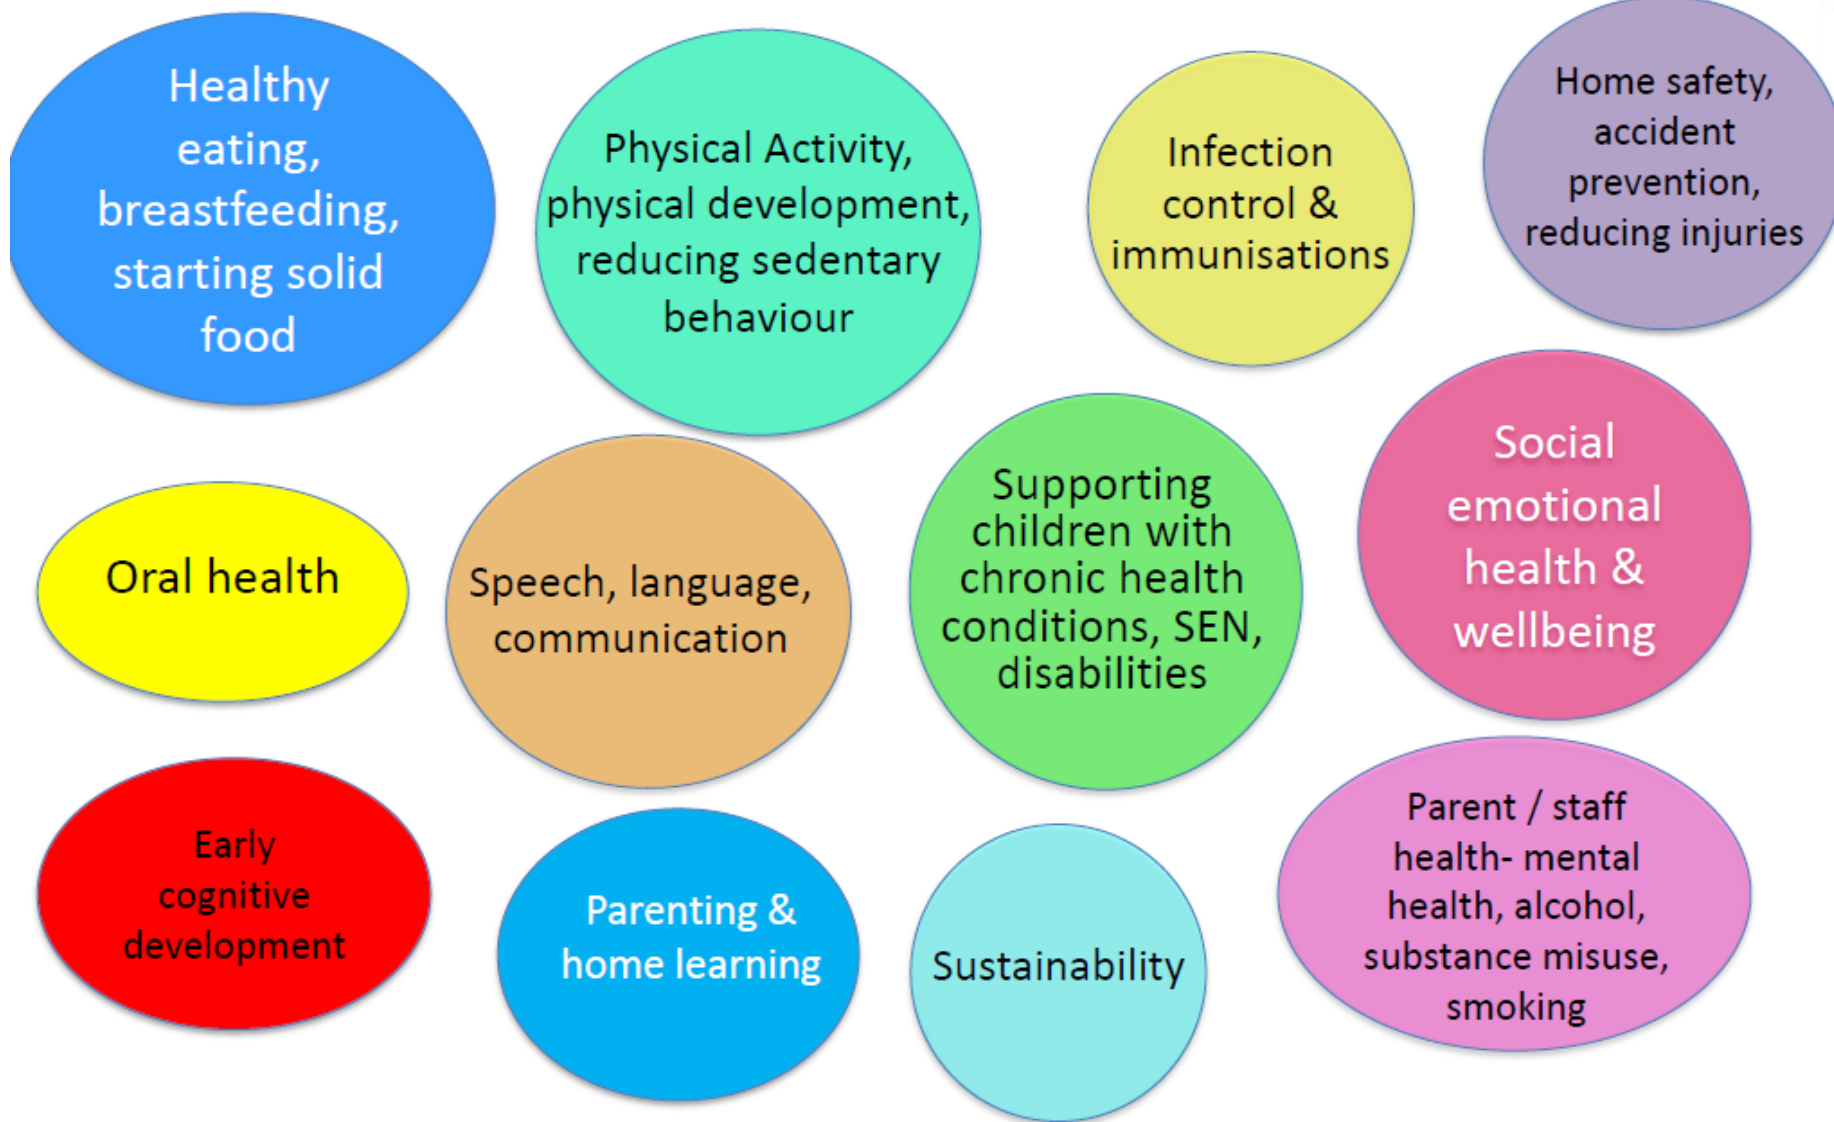 Healthy
eating,
breastfeeding,
starting solid
food
Physical Activity,
physical development,
reducing sedentary
behaviour
Infection
control &
immunisations
Home safety,
accident
prevention,
reducing injuries
Oral health
Speech, language,
communication
Supporting
children with
chronic health
conditions, SEN,
disabilities
Social
emotional
health &
wellbeing
Early
cognitive
development
Parenting &
home learning
Sustainability
Parent / staff
health- mental
health, alcohol,
substance misuse,
smoking